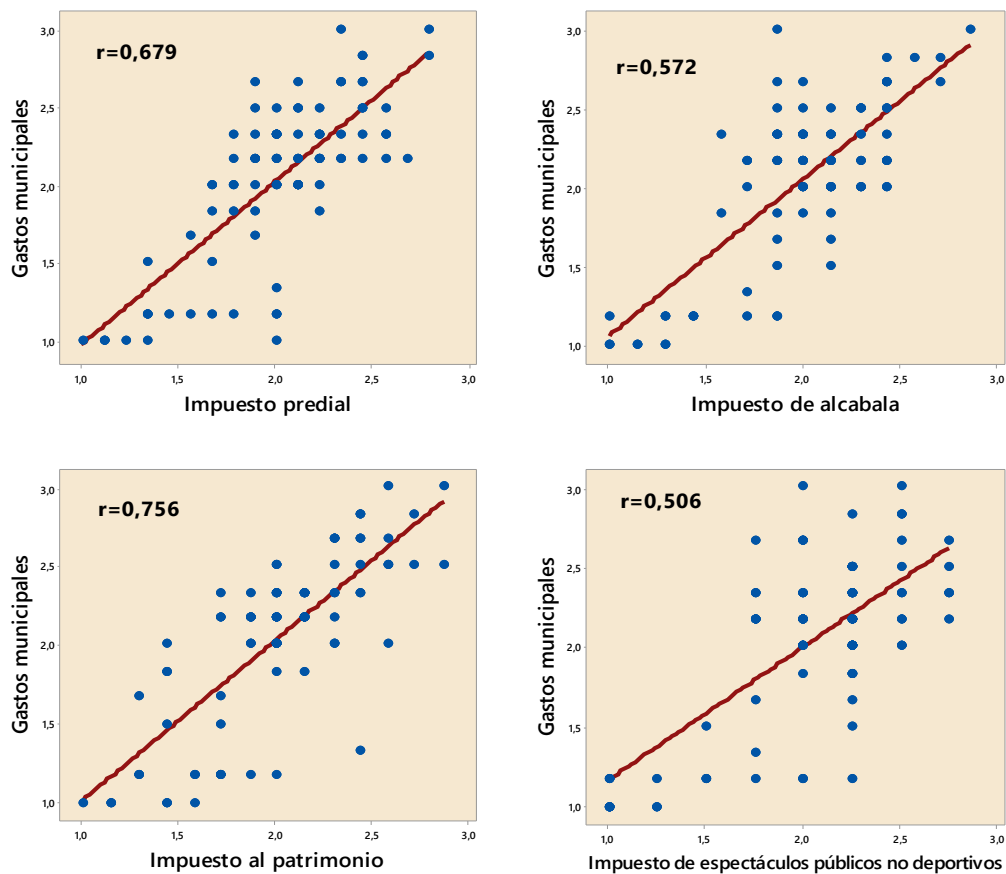 r=0,679
Gastos municipales
3,0
2,5
2,0
1,5
1,0
1,0 1,5 2,0 2,5 3,0
Impuesto predial
r=0,572
Gastos municipales
3,0
2,5
2,0
1,5
1,0
1,0 1,5 2,0 2,5 3,0
Impuesto de alcabala
r=0,756
Gastos municipales
3,0
2,5
2,0
1,5
1,0
1,0 1,5 2,0 2,5 3,0
Impuesto al patrimonio
r=0,506
Gastos municipales
3,0
2,5
2,0
1,5
1,0
1,0 1,5 2,0 2,5 3,0
Impuesto de espectáculos públicos no deportivos